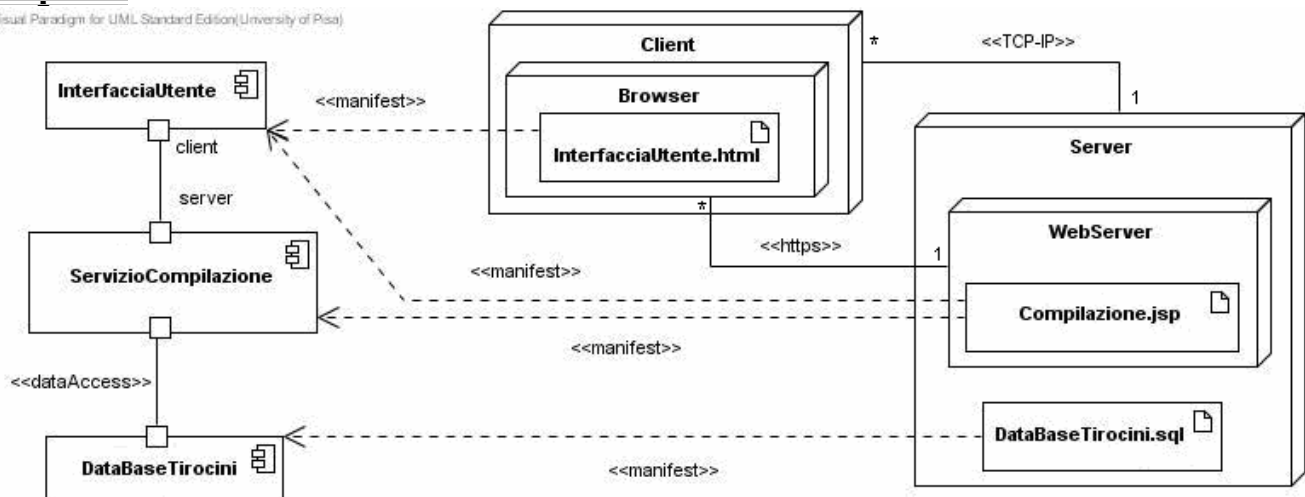 isual Paradigm for UML Standard Edition(University of Pisa)
Client
*
<<TCP-IP>>
InterfacciaUtente
<<manifest>>
Browser
1
InterfacciaUtente.html
Server
client
server
*
<<https>>
1
WebServer
ServizioCompilazione
<<manifest>>
Compilazione.jsp
<<manifest>>
<<dataAccess>>
DataBaseTirocini.sql
DataBaseTirocini
<<manifest>>